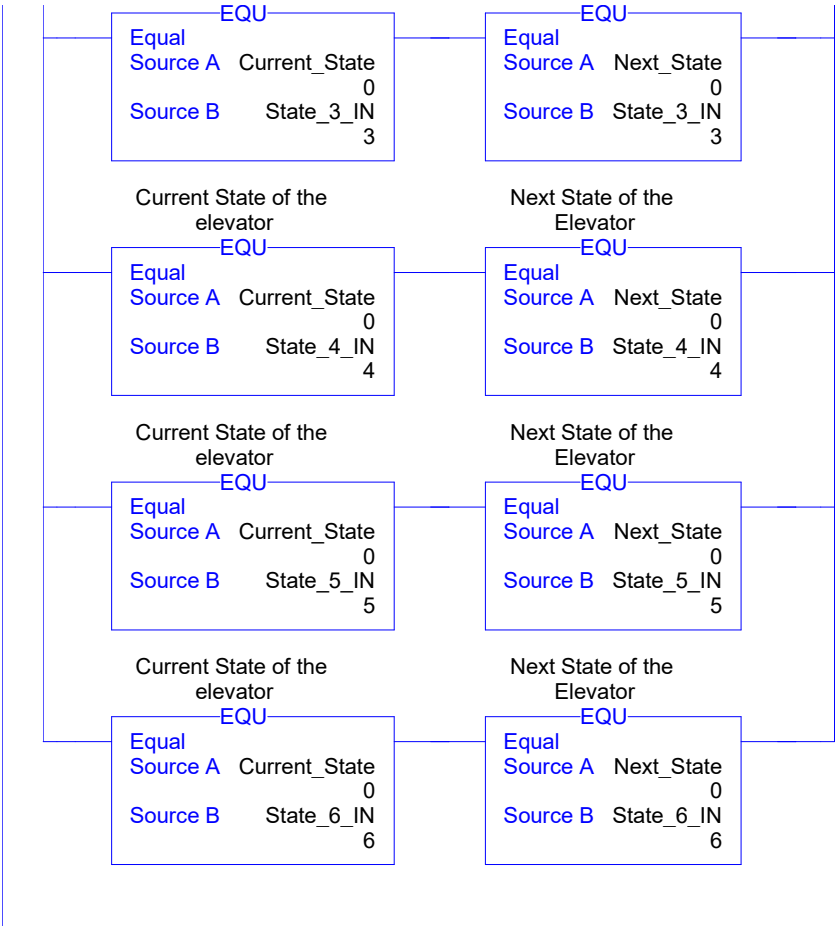 EQU EQU
Equal Equal
Source A Current_State Source A Next_State
0 0
Source B State_3_IN Source B State_3_IN
3 3
Current State of the Next State of the
elevator Elevator
EQU EQU
Equal Equal
Source A Current_State Source A Next_State
0 0
Source B State_4_IN Source B State_4_IN
4 4
Current State of the Next State of the
elevator Elevator
EQU EQU
Equal Equal
Source A Current_State Source A Next_State
0 0
Source B State_5_IN Source B State_5_IN
5 5
Current State of the Next State of the
elevator Elevator
EQU EQU
Equal Equal
Source A Current_State Source A Next_State
0 0
Source B State_6_IN Source B State_6_IN
6 6